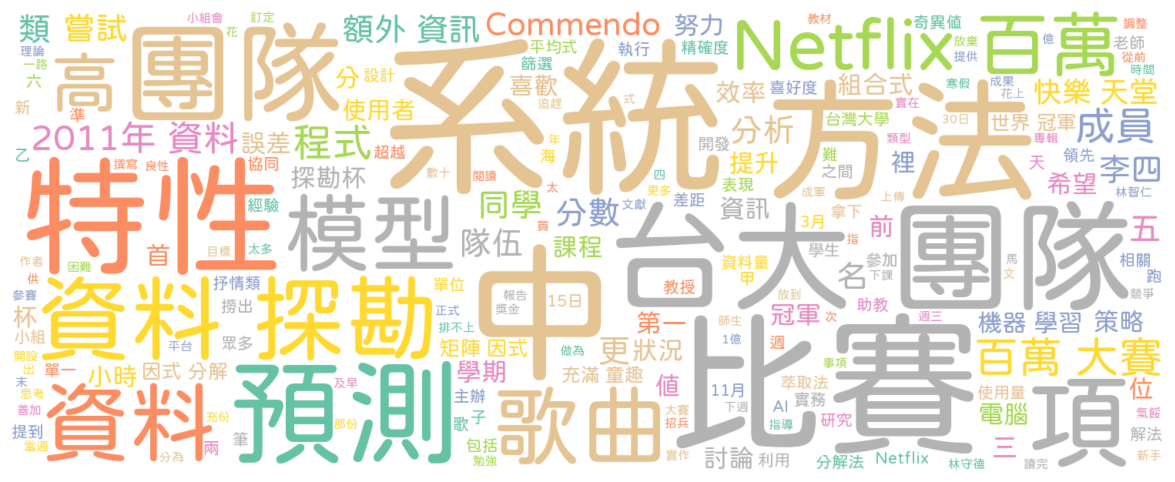 小組會
訂定
花
類
嘗試
額外 資訊
Commendo
努力
Netflix 百萬
奇異值
放棄
億
教材
老師
調整
從前
提供
時間
理論
一路
六
新
高
團隊
分
設計
平均式
篩選
執行
精確度
喜歡
追趕
式
系統
效率
喜好度
組合式
實在
寒假
成果
花上
快樂 天堂
準
使用者
2011年 資料
誤差
程式
超越
協同
乙
撰寫
良性
年
海
數十
閱讀
太
開發
分析
提升
台灣大學
類型
方法
30日
世界 冠軍
專輯
成員
裡
難
之間
天
領先
李四
希望
林智仁
四
更多
表現
成軍
上傳
特性
探勘杯
經驗
模型
同學
買
文獻
分數
差距
資訊
拿下
3月
指
前
五
首
目標
太多
隊伍
課程
台大 團隊
學生
資料量
甲
名
參加
下課
馬
文
相關
跑
競爭
作者
供
困難
參賽
抒情類
撈出
單位
中
報告
獎金
15日
教授
放到
助教
杯
小組
資料 探勘
平台
眾多
正式
排不上
第一
師生
1億
冠軍
次
週
週三
機器 學習 策略
矩陣 因式
做為
更
狀況
比賽
百萬 大賽
開設
出
單一
小時
因式 分解
學期
充滿 童趣
值
11月
下週
事項
萃取法
實務
使用量
位
氣餒
末
思考
善加
提到
當週
資料
分為
兩
充份
筆
預測
及早
部份
主辦
歌
子
包括
勉強
歌曲
大賽
招兵
實作
討論
利用
AI
指導
研究
分解法
Netflix
電腦
三
林守德
項
讀完
解法
新手